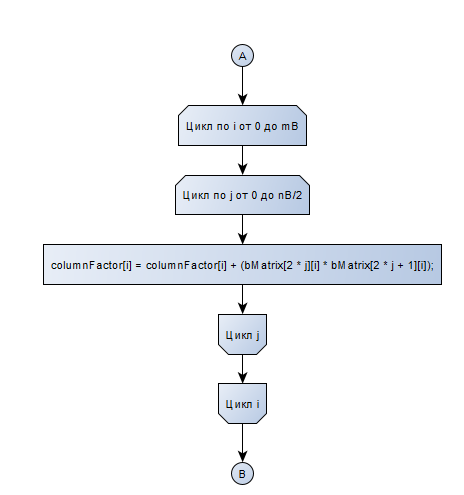 A
Цикл по i от 0 до mB
Цикл по j от 0 до nB/2
columnFactor[i] = columnFactor[i] + (bMatrix[2 * j][i] * bMatrix[2 * j + 1][i]);
Цикл j
Цикл i
B